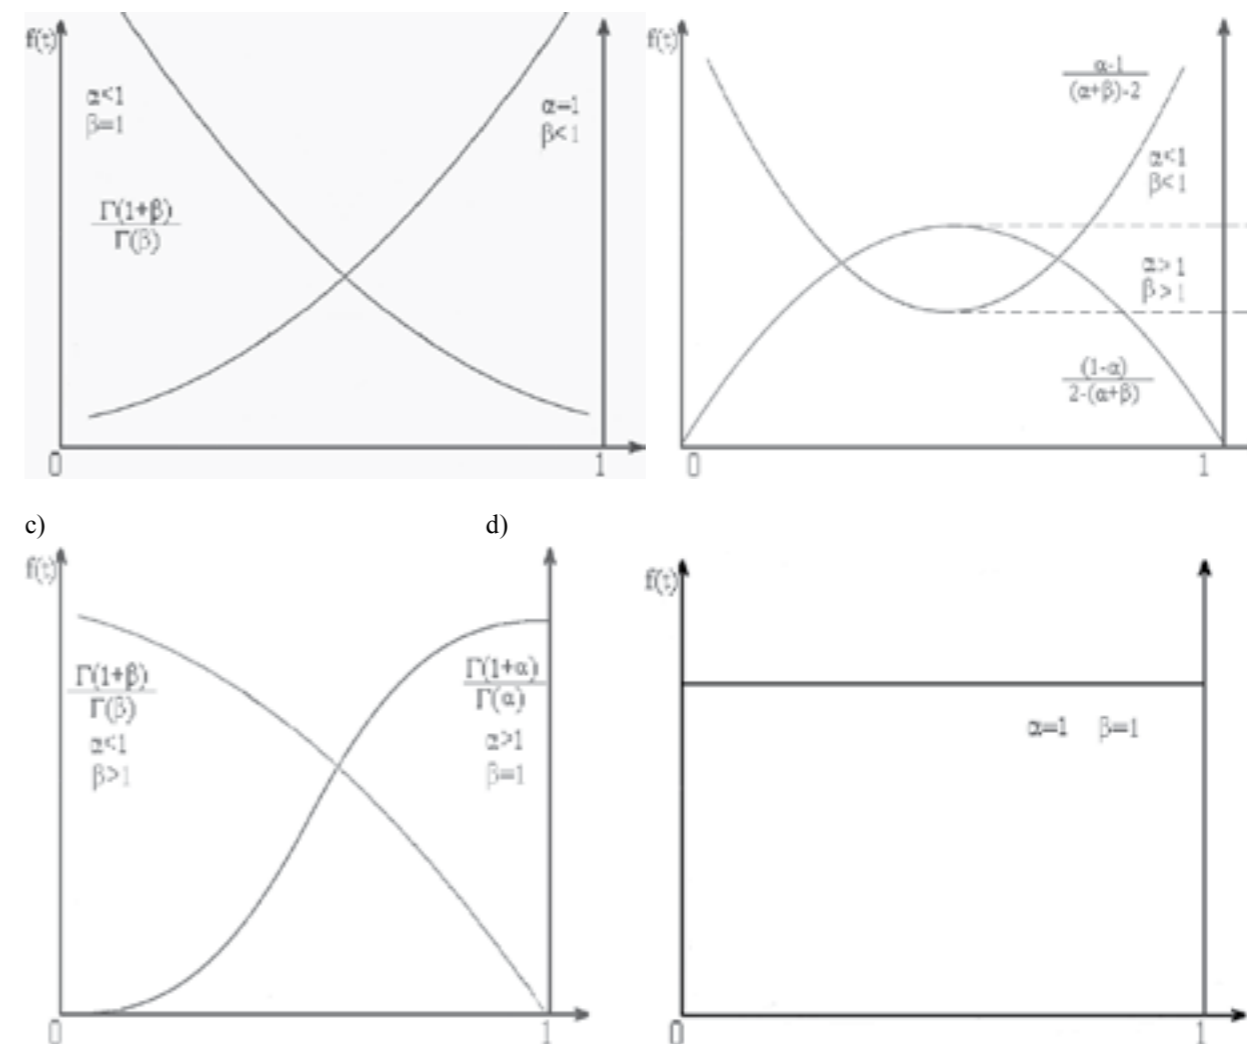 f(t)
α<1
β=1
α=1
β<1
Γ(1+β)
Γ(β)
0
1
f(t)
α-1
(α+β)-2
α<1
β<1
α>1
β>1
(1-α)
2-(α+β)
0
1
c) d)
f(t)
Γ(1+β)
Γ(β)
α<1
β>1
Γ(1+α)
Γ(α)
α>1
β=1
0
1
f(t)
α=1 β=1
0
1